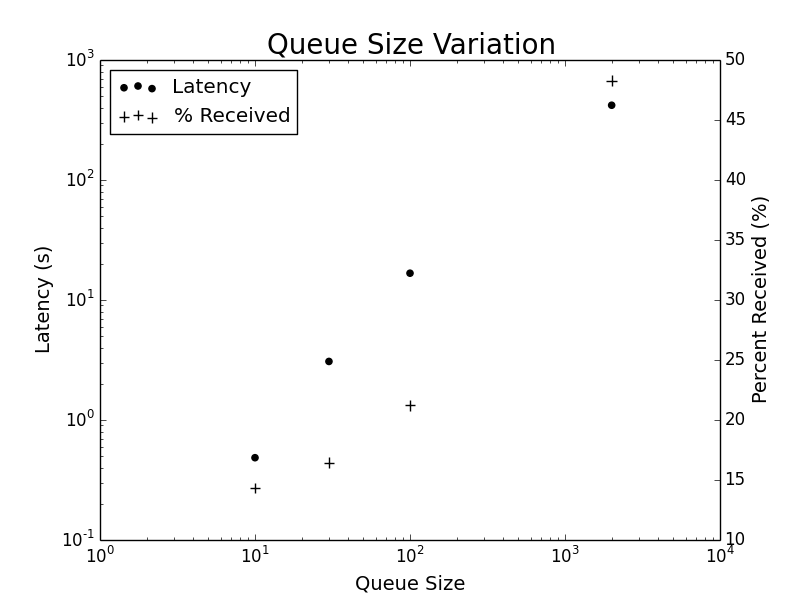 Queue Size Variation
Latency
% Received
10^3
10^2
10^1
10^0
10^-1
Latency (s)
50
45
40
35
30
25
20
15
10
Percent Received (%)
10^0 10^1 10^2 10^3 10^4
Queue Size